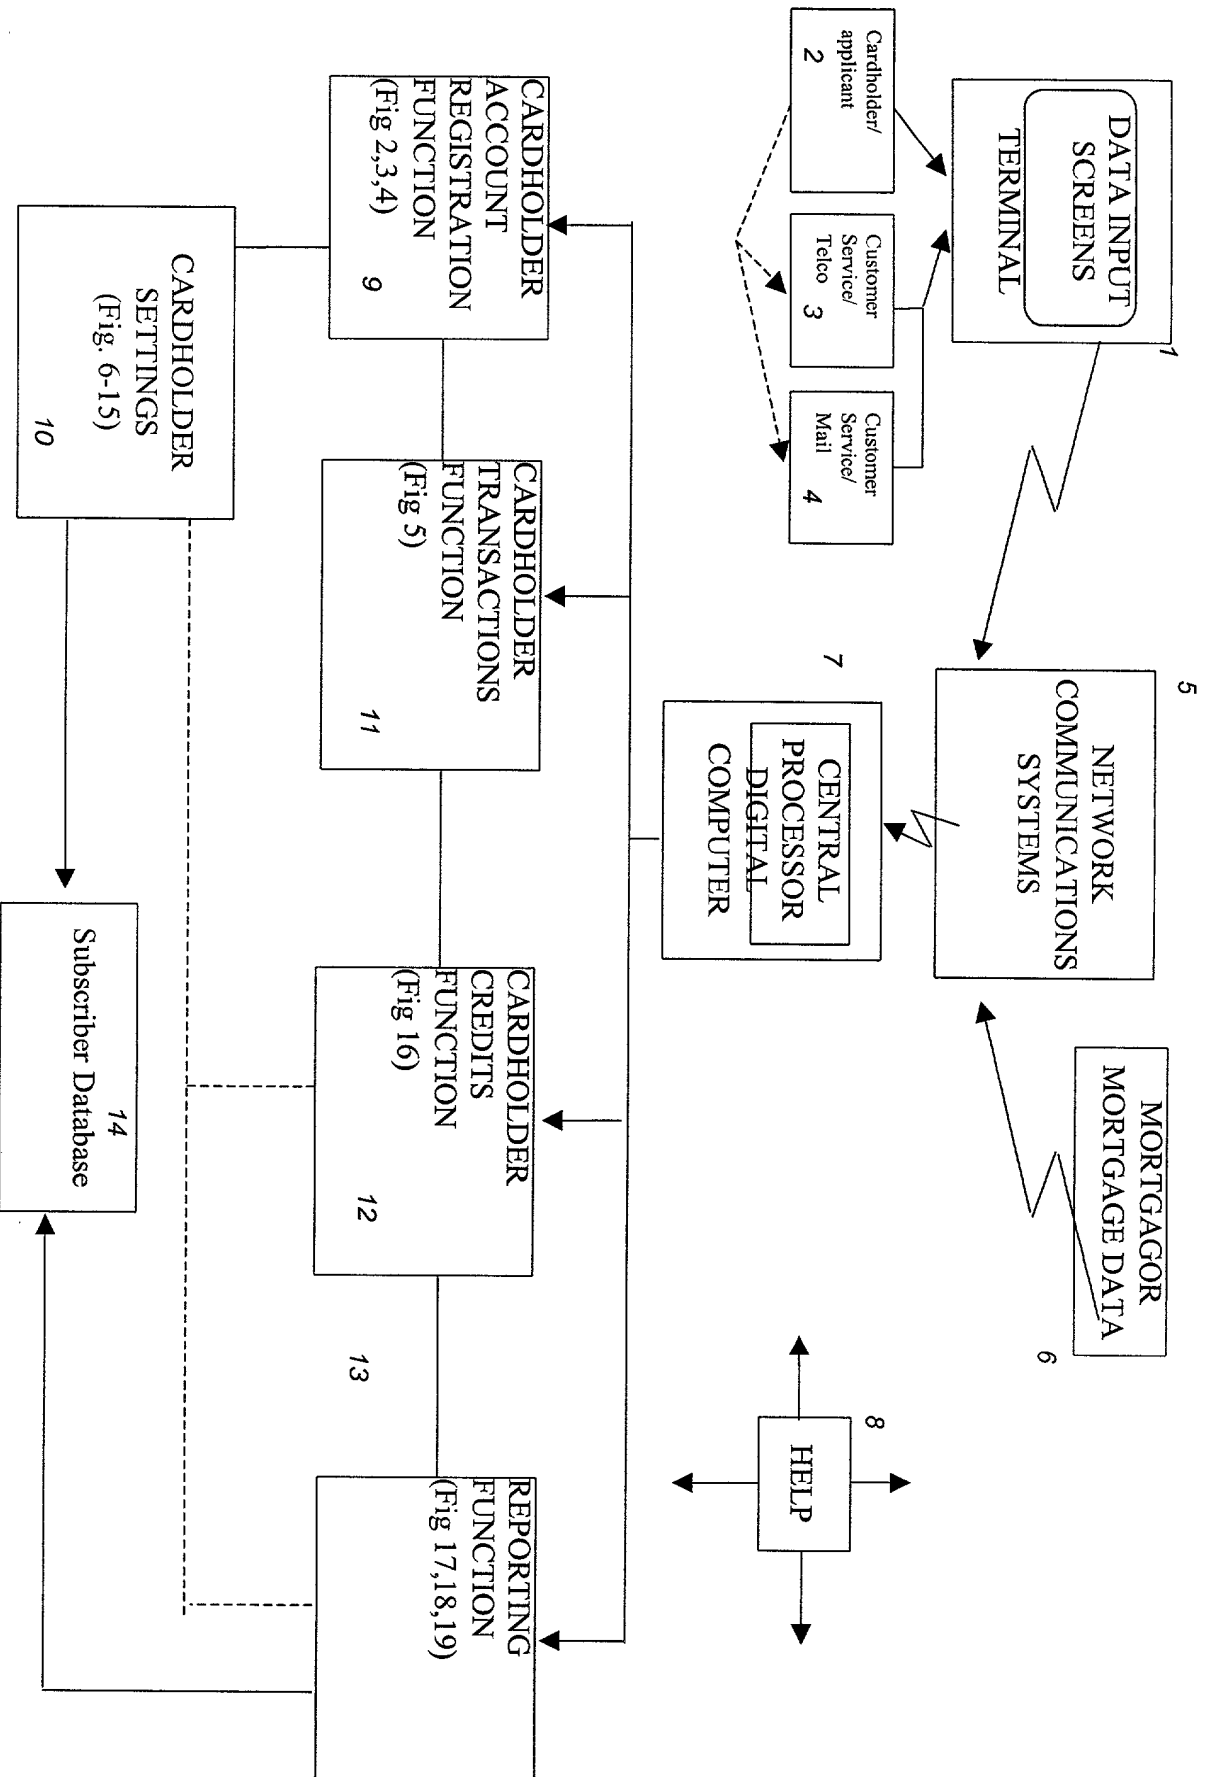 1
DATA INPUT
SCREENS
TERMINAL
Cardholder/
applicant
2
Customer
Service/
Telco
3
Customer
Service/
Mail
4
5
NETWORK
COMMUNICATIONS
SYSTEMS
MORTGAGOR
MORTGAGE DATA
6
7
CENTRAL
PROCESSOR
DIGITAL
COMPUTER
8
HELP
CARDHOLDER
ACCOUNT
REGISTRATION
FUNCTION
(Fig 2,3,4)
9
CARDHOLDER
TRANSACTIONS
FUNCTION
(Fig 5)
11
CARDHOLDER
CREDITS
FUNCTION
(Fig 16)
12
13
REPORTING
FUNCTION
(Fig 17,18,19)
CARDHOLDER
SETTINGS
(Fig. 6-15)
10
14
Subscriber Database